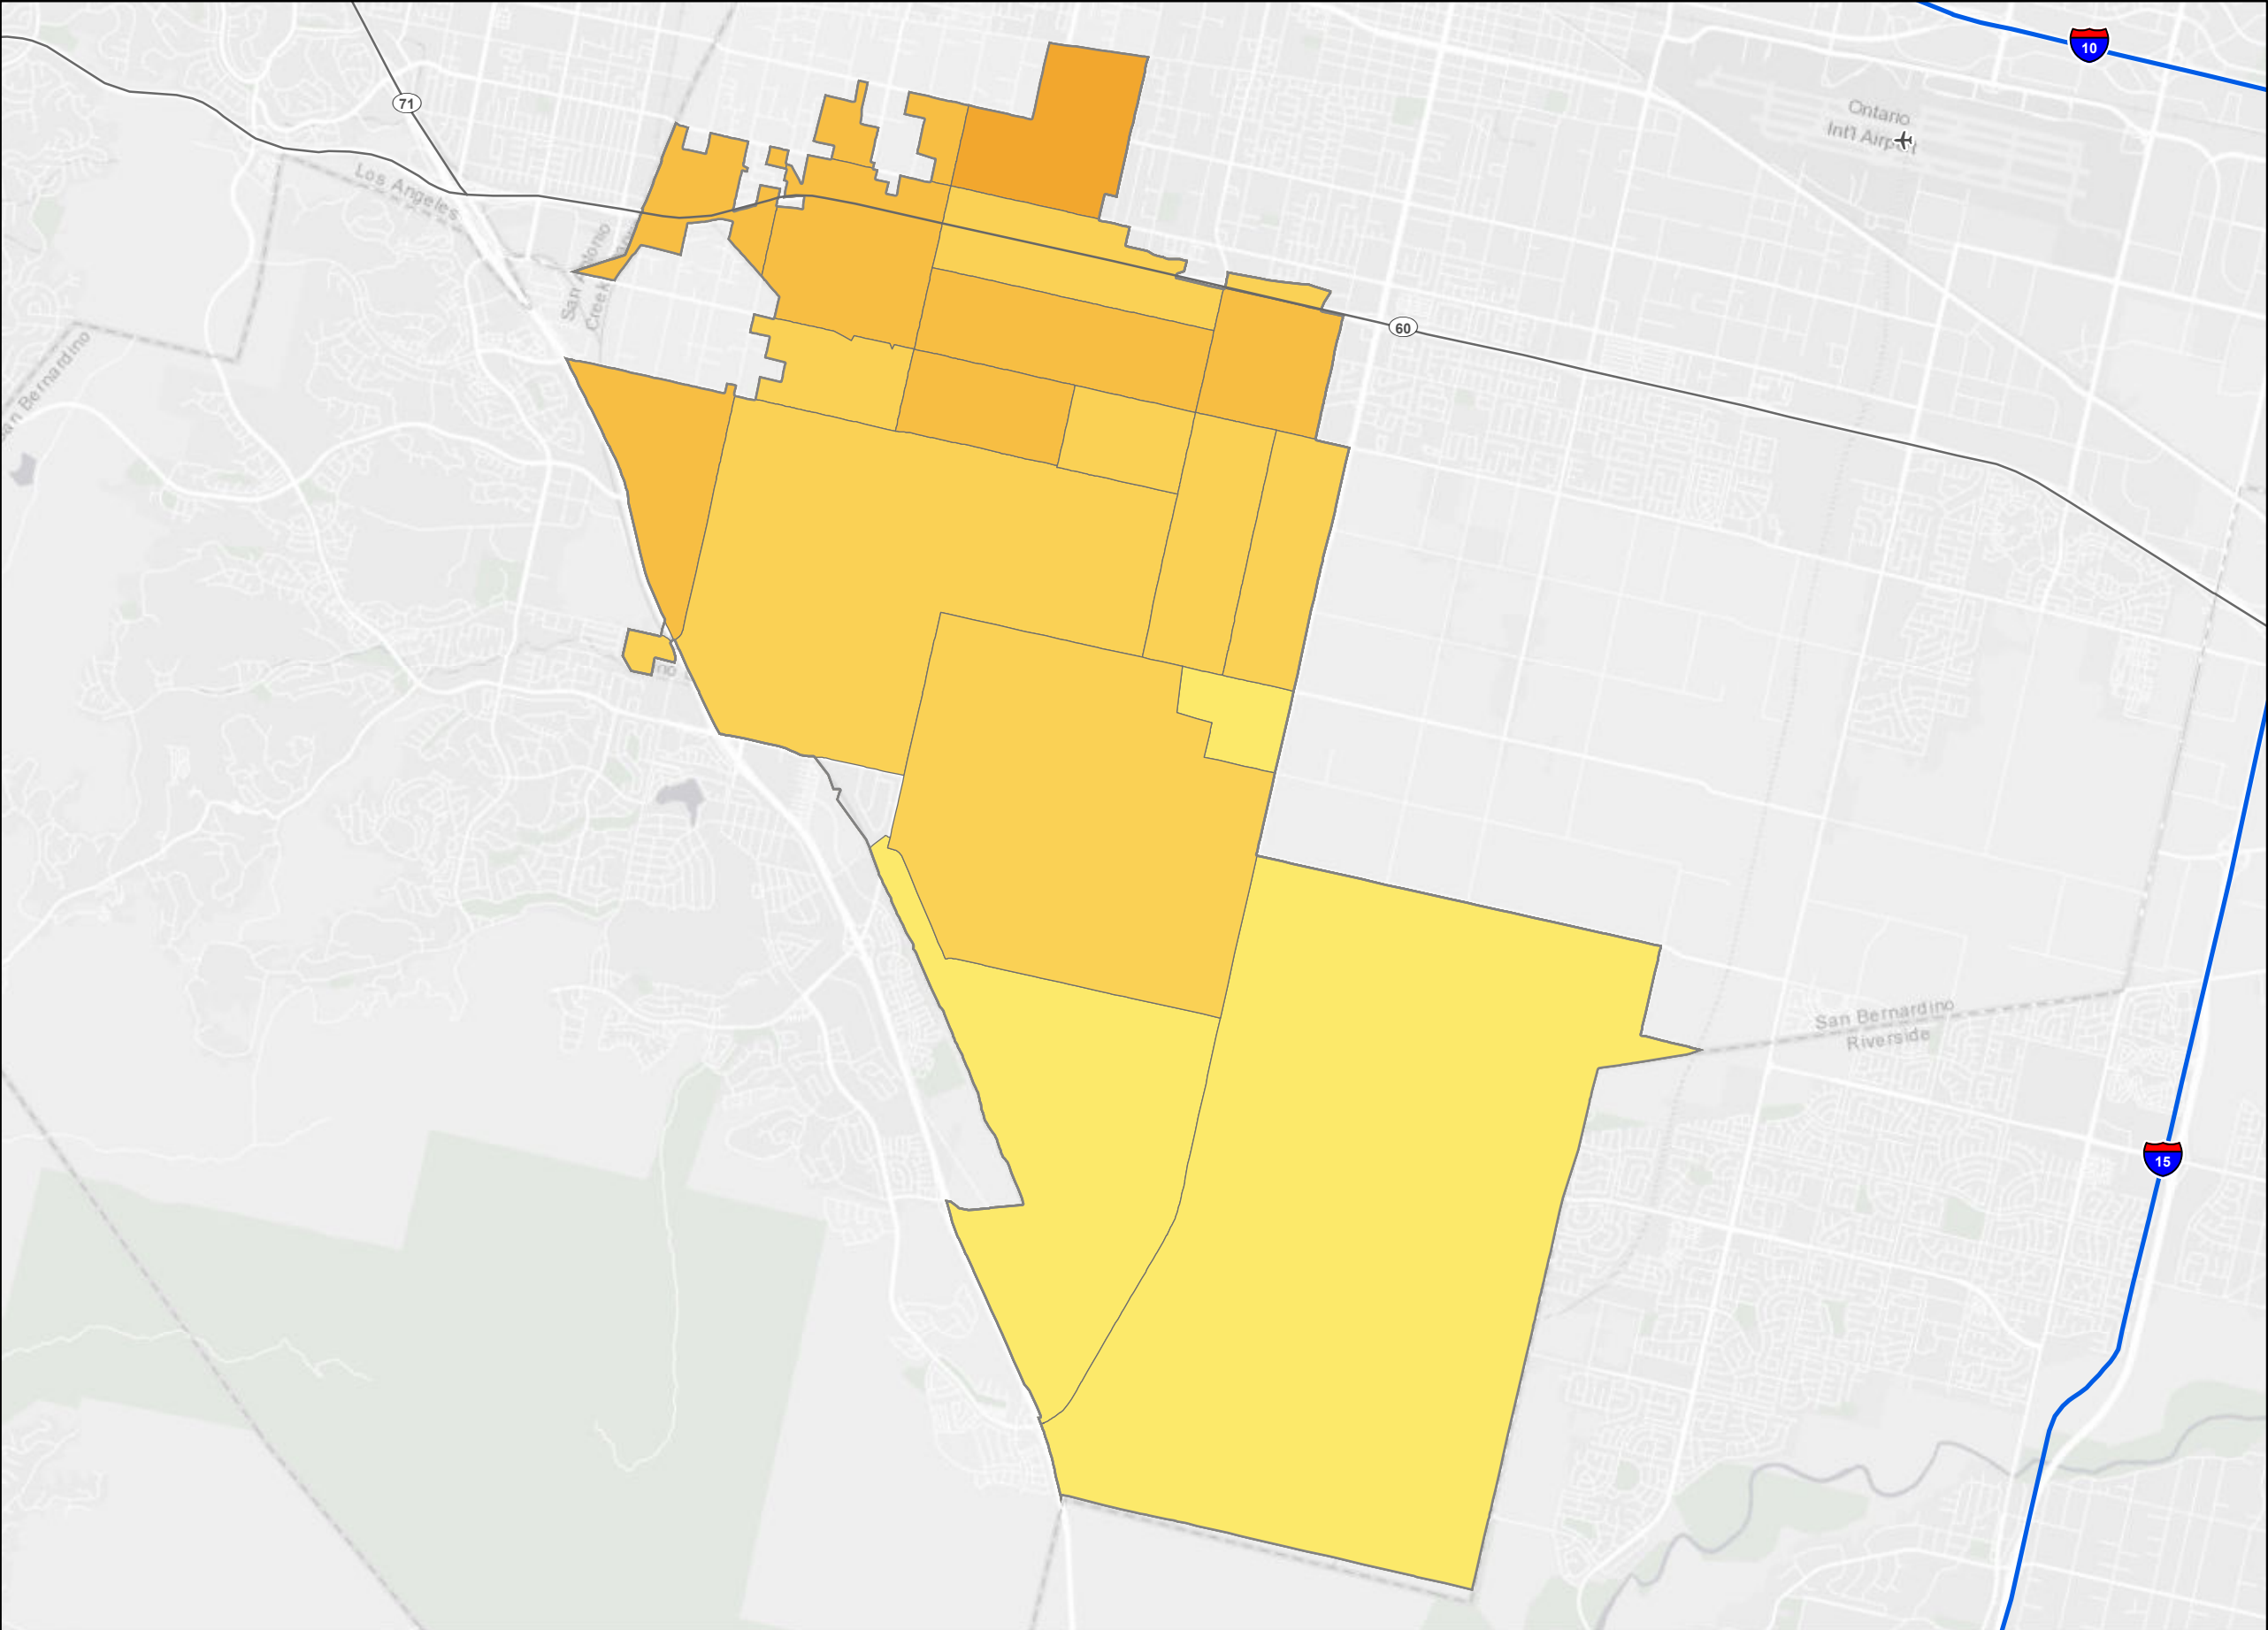 10
71
Ontario
Int'l Airport
Los Angeles
San Antonio
Creek
60
San Bernardino
San Bernardino
Riverside
15